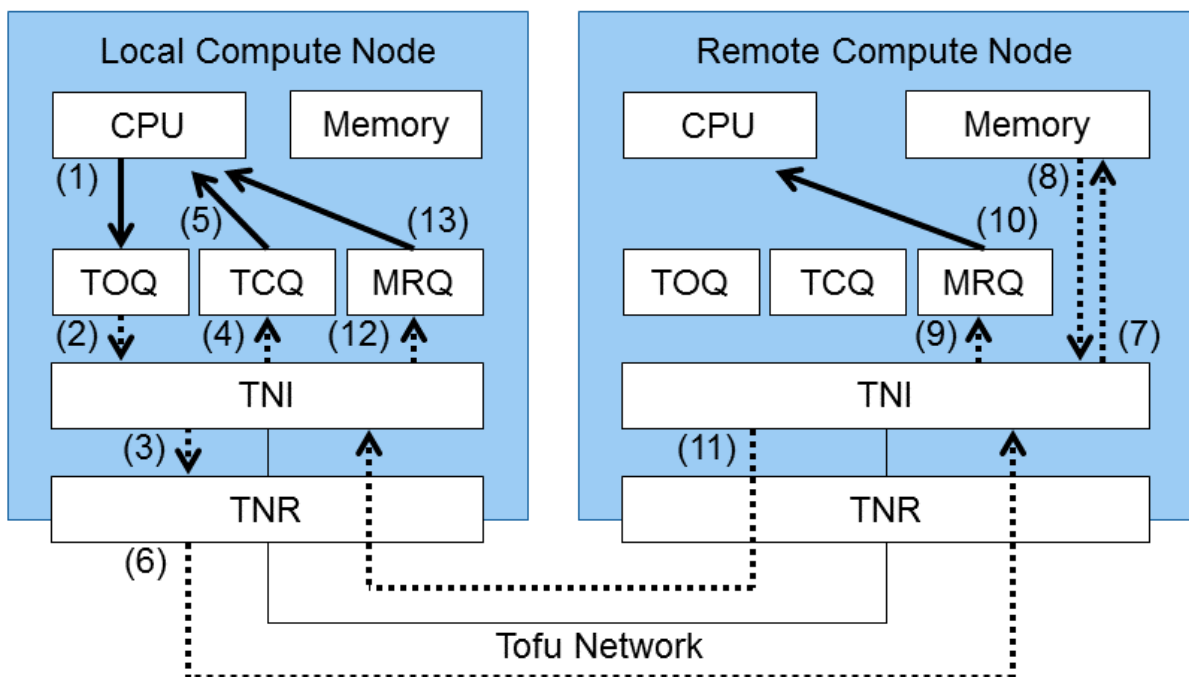 Local Compute Node
Remote Compute Node
CPU
Memory
CPU
Memory
(1)
(5)
(13)
(8)
(10)
TOQ
TCQ
MRQ
TOQ
TCQ
MRQ
(2)
(4)
(12)
(9)
(7)
TNI
TNI
(3)
(11)
TNR
TNR
(6)
Tofu Network